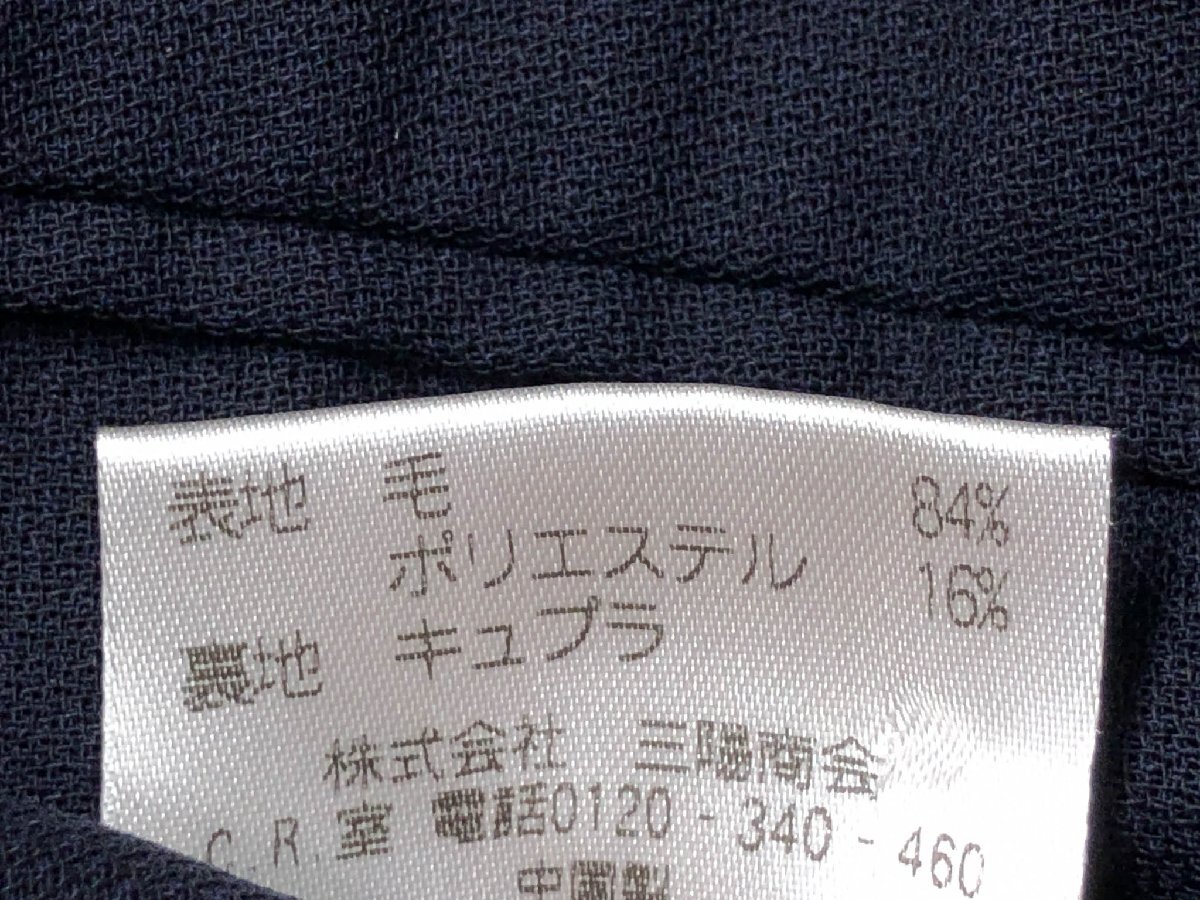 表地 毛 84%
ポリエステル 16%
裏地 キュプラ
株式会社 三陽商会
C.R.室 電話0120-340-460
中国製